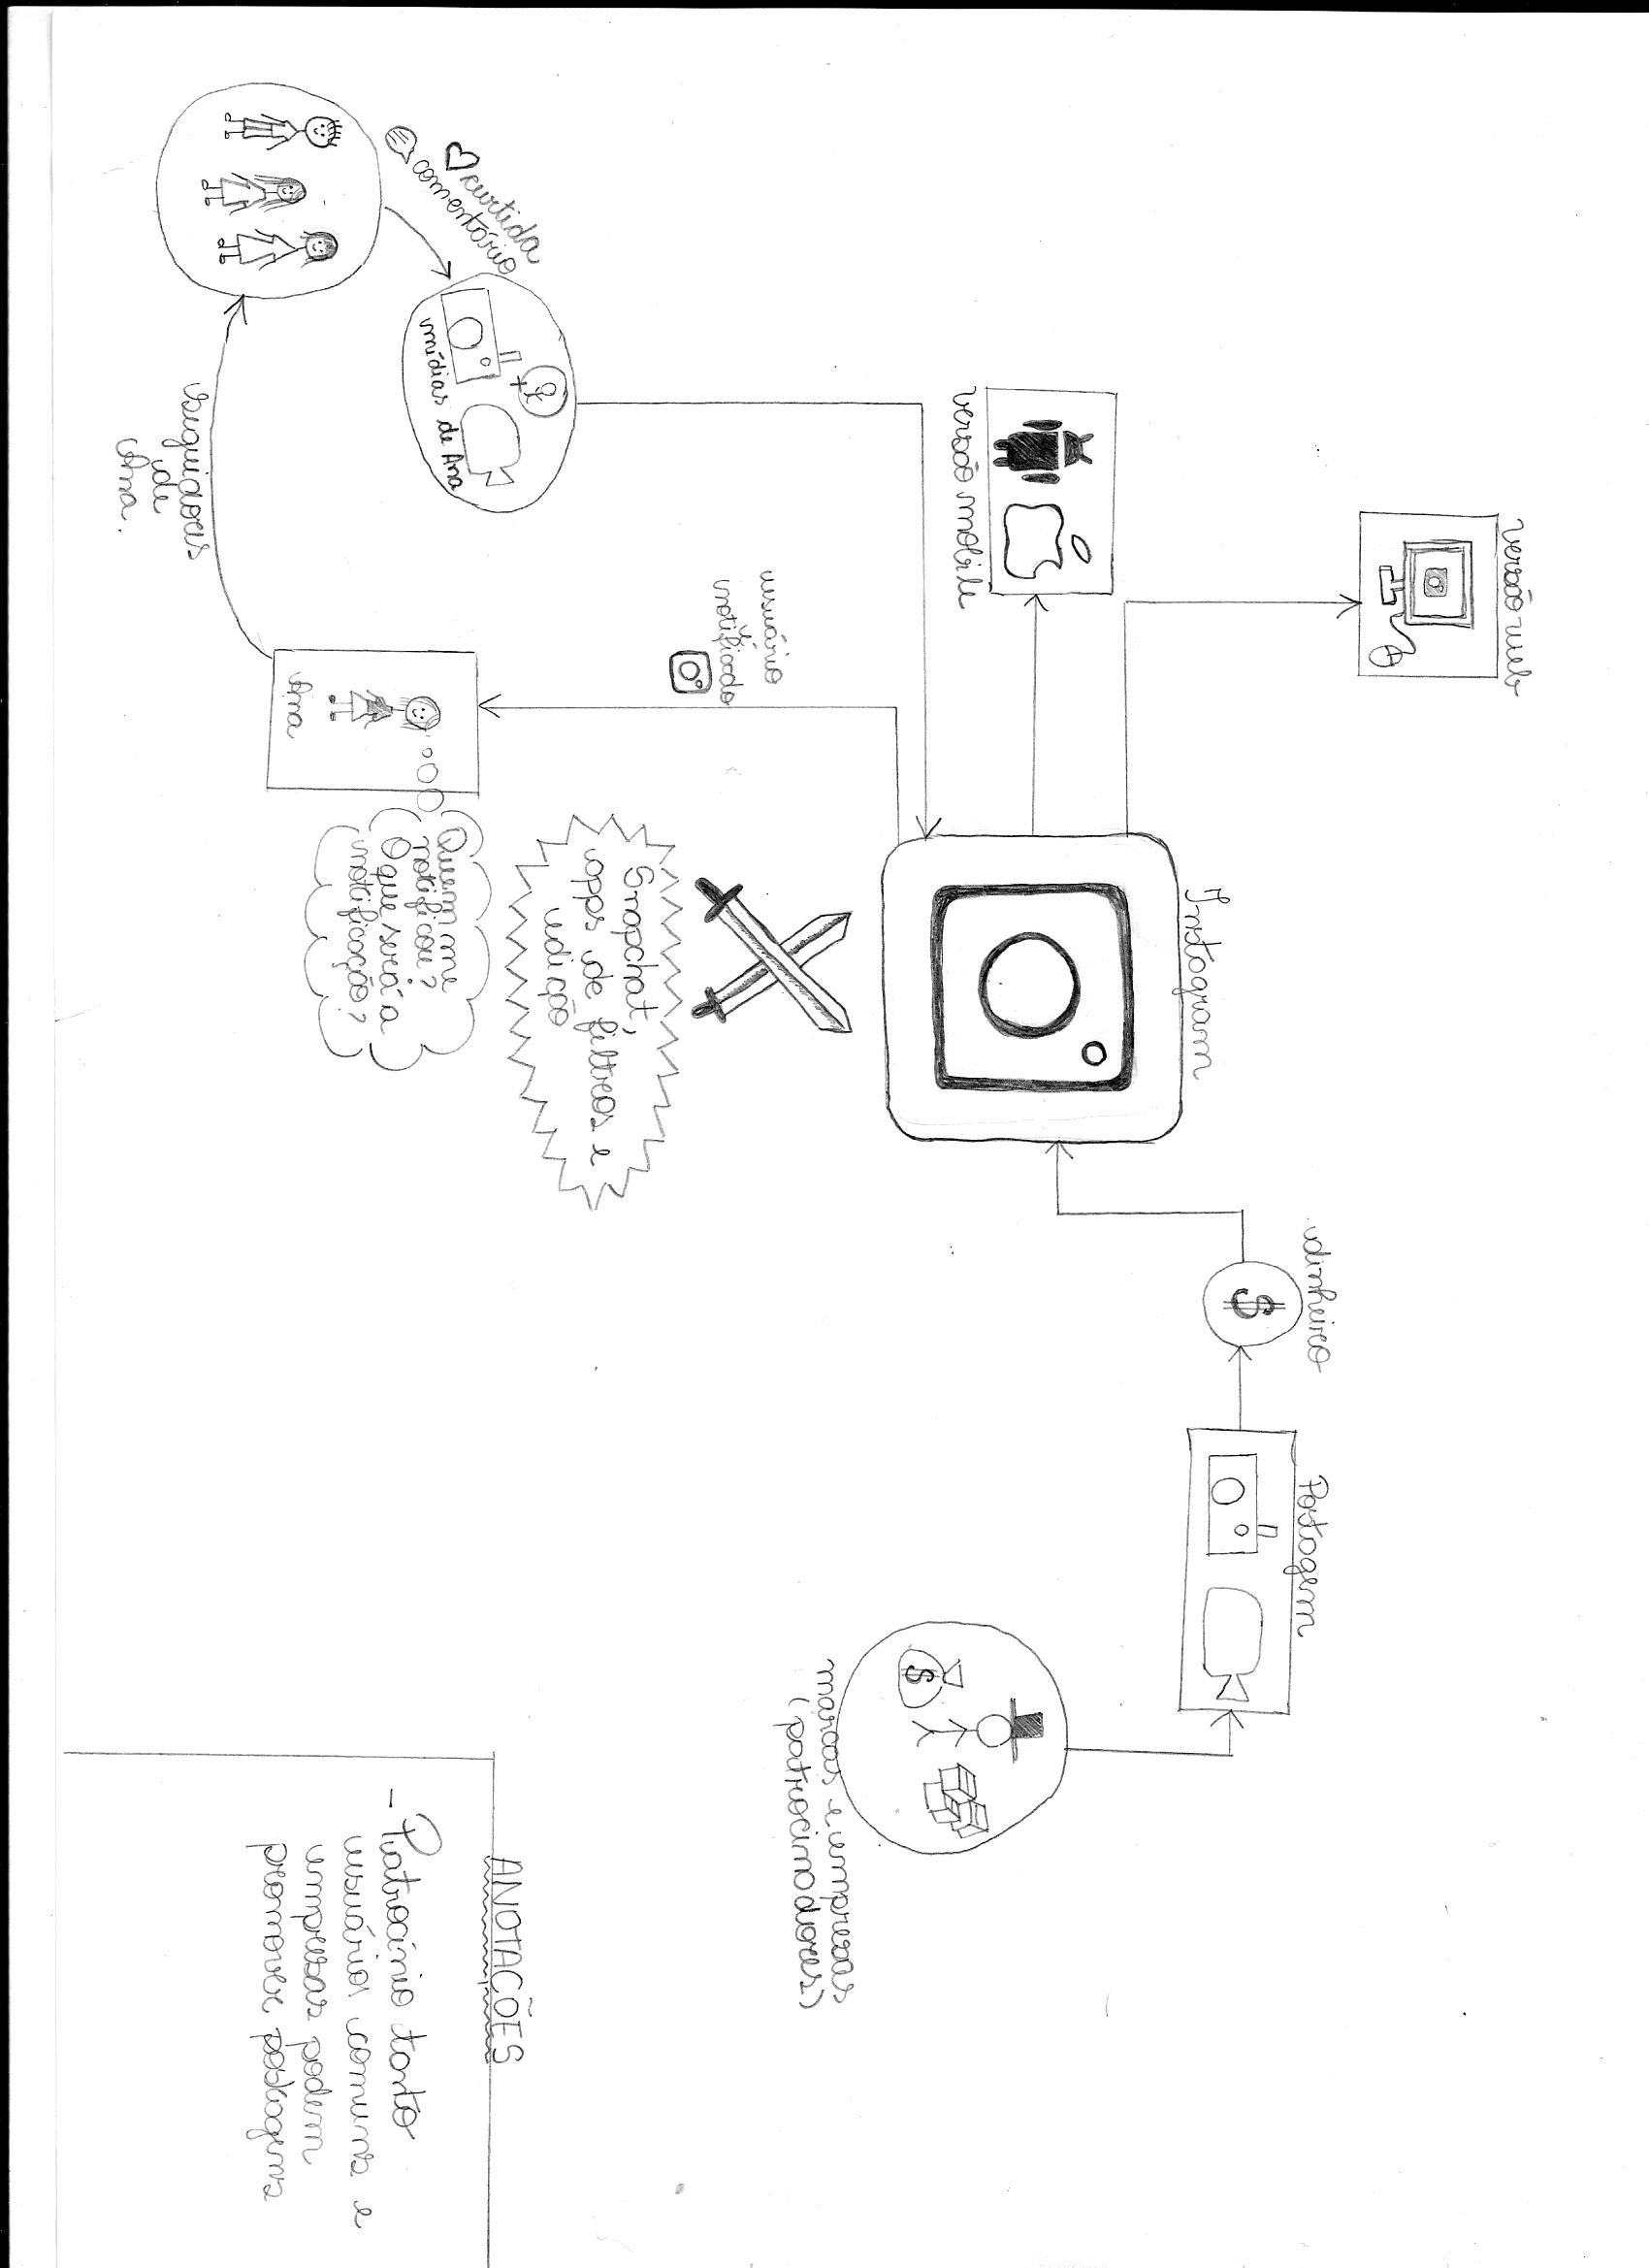 versão web
versão mobile
Instagram
dinheiro
Postagem
marcas e empresas
(patrocinadores)
curtida
comentário
mídias de Ana
seguidores
de
Ana.
usuário
notificado
Ana
Quem me
notificou?
O que será a
notificação?
Snapchat,
apps de filtros e
edição
$
$
ANOTAÇÕES
- Patrocínio tanto
usuários comuns e
empresas podem
promover postagens